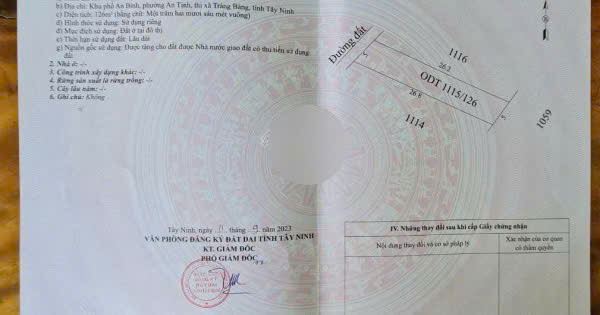 b) Địa chỉ: Khu phố An Bình, phường An Tịnh, thị xã Trảng Bàng, tỉnh Tây Ninh
c) Diện tích: 126m² (bằng chữ: Một trăm hai mươi sáu mét vuông)
d) Hình thức sử dụng: Sử dụng riêng
đ) Mục đích sử dụng: Đất ở tại đô thị
e) Thời hạn sử dụng đất: Lâu dài
g) Nguồn gốc sử dụng: Được tặng cho đất được Nhà nước giao đất có thu tiền sử dụng
đất.
2. Nhà ở: -/-
3. Công trình xây dựng khác: -/-
4. Rừng sản xuất là rừng trồng: -/-
5. Cây lâu năm: -/-
6. Ghi chú: Không
Đường đất
1116
5
26.2
ODT 1115/126
26.8
5
1114
1059
Tây Ninh, ngày tháng 9 năm 2023
VĂN PHÒNG ĐĂNG KÝ ĐẤT ĐAI TỈNH TÂY NINH
KT. GIÁM ĐỐC
PHÓ GIÁM ĐỐC
IV. Những thay đổi sau khi cấp Giấy chứng nhận
Nội dung thay đổi và cơ sở pháp lý
Xác nhận của cơ quan
có thẩm quyền